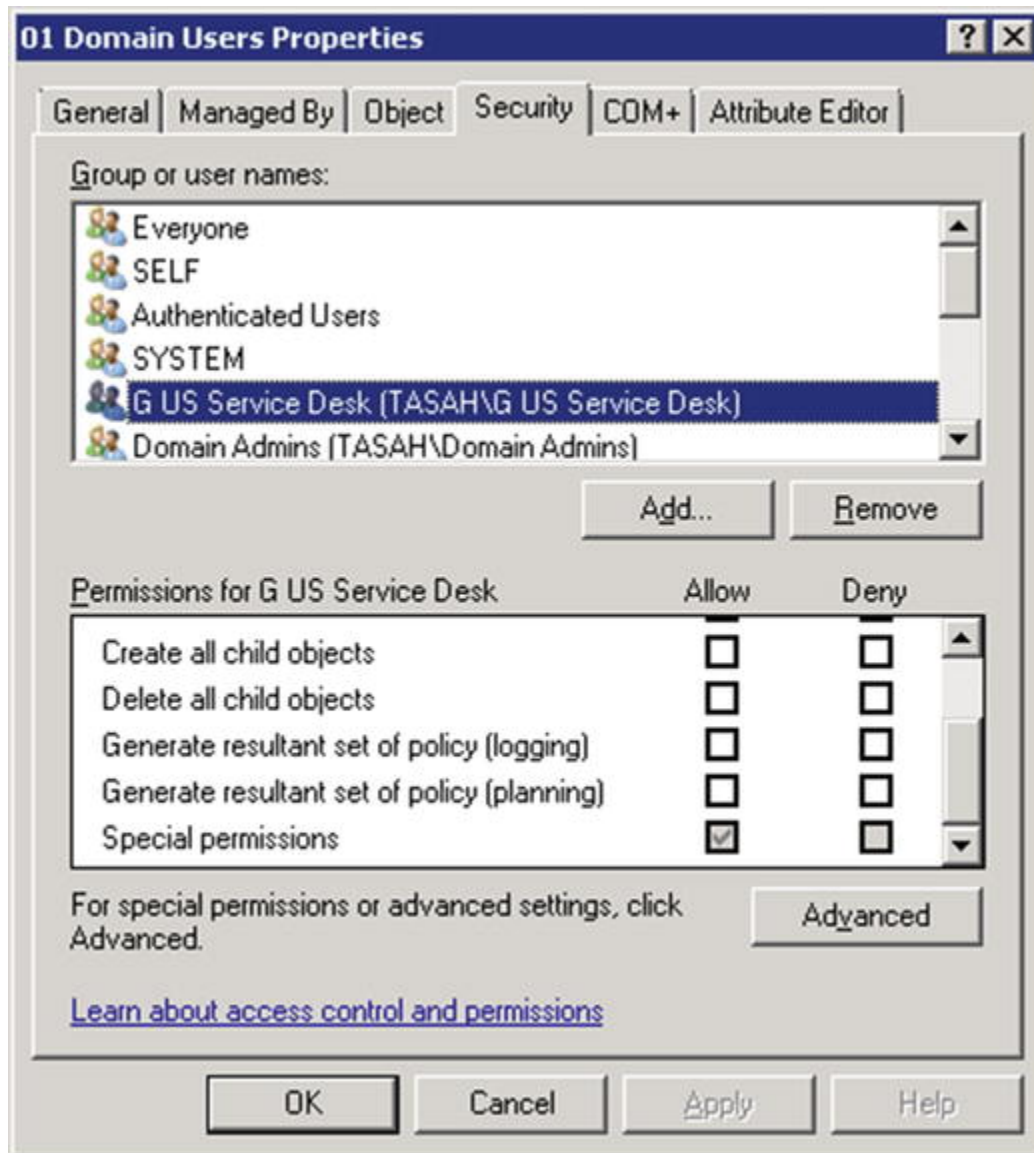 01 Domain Users Properties
General Managed By Object Security COM+ Attribute Editor
Group or user names:
Everyone
SELF
Authenticated Users
SYSTEM
G US Service Desk (TASAH\G US Service Desk)
Domain Admins (TASAH\Domain Admins)
Add... Remove
Permissions for G US Service Desk Allow Deny
Create all child objects
Delete all child objects
Generate resultant set of policy (logging)
Generate resultant set of policy (planning)
Special permissions
For special permissions or advanced settings, click
Advanced.
Advanced
Learn about access control and permissions
OK Cancel Apply Help